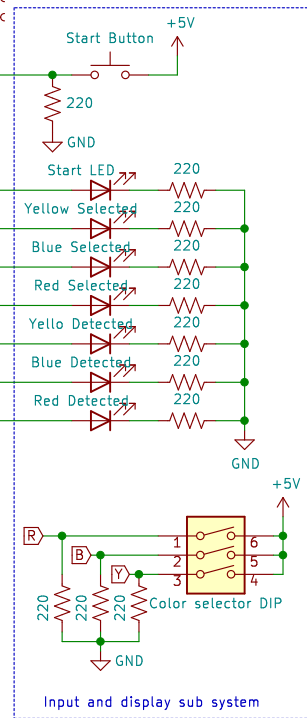 +5V
Start Button
220
GND
Start LED
220
Yellow Selected
220
Blue Selected
220
Red Selected
220
Yello Detected
220
Blue Detected
220
Red Detected
220
GND
+5V
R
1
6
B
2
5
Y
3
4
220
220
220
Color selector DIP
GND
Input and display sub system